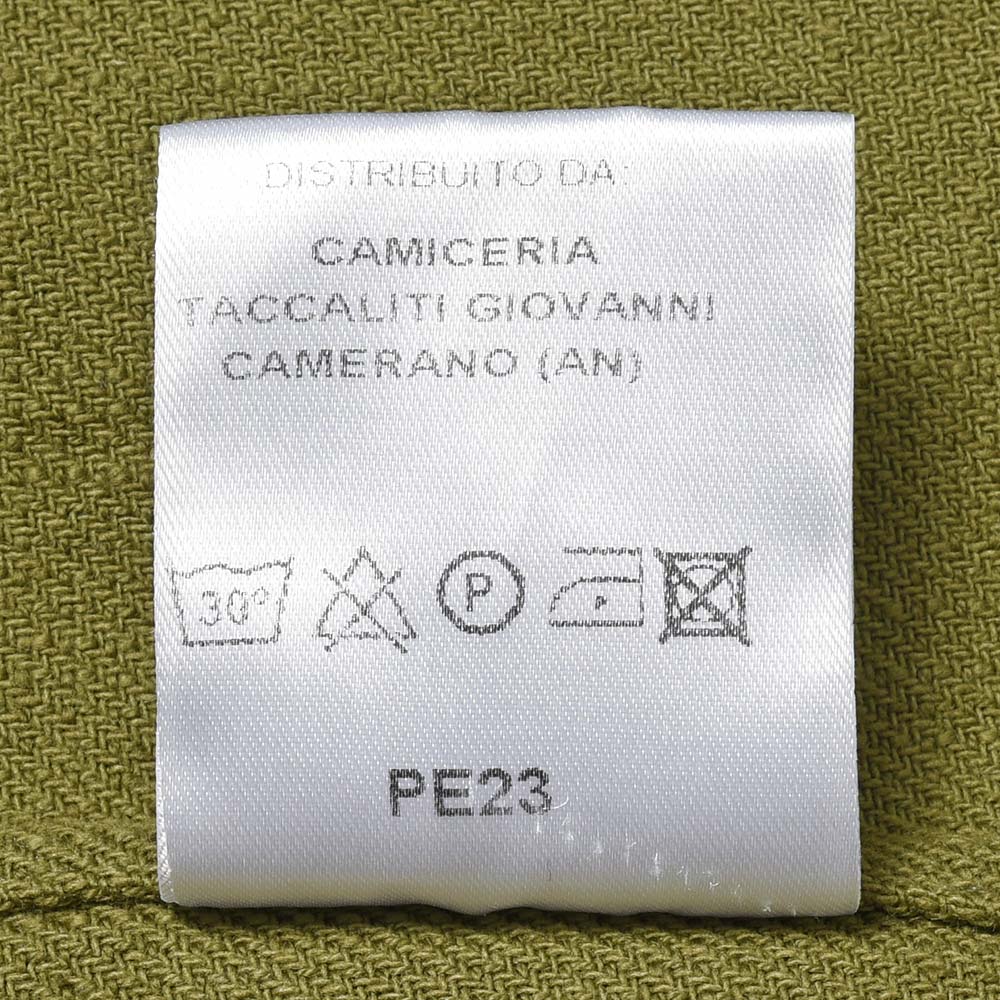 DISTRIBUITO DA:
CAMICERIA
TACCALITI GIOVANNI
CAMERANO (AN)
30° P P
PE23